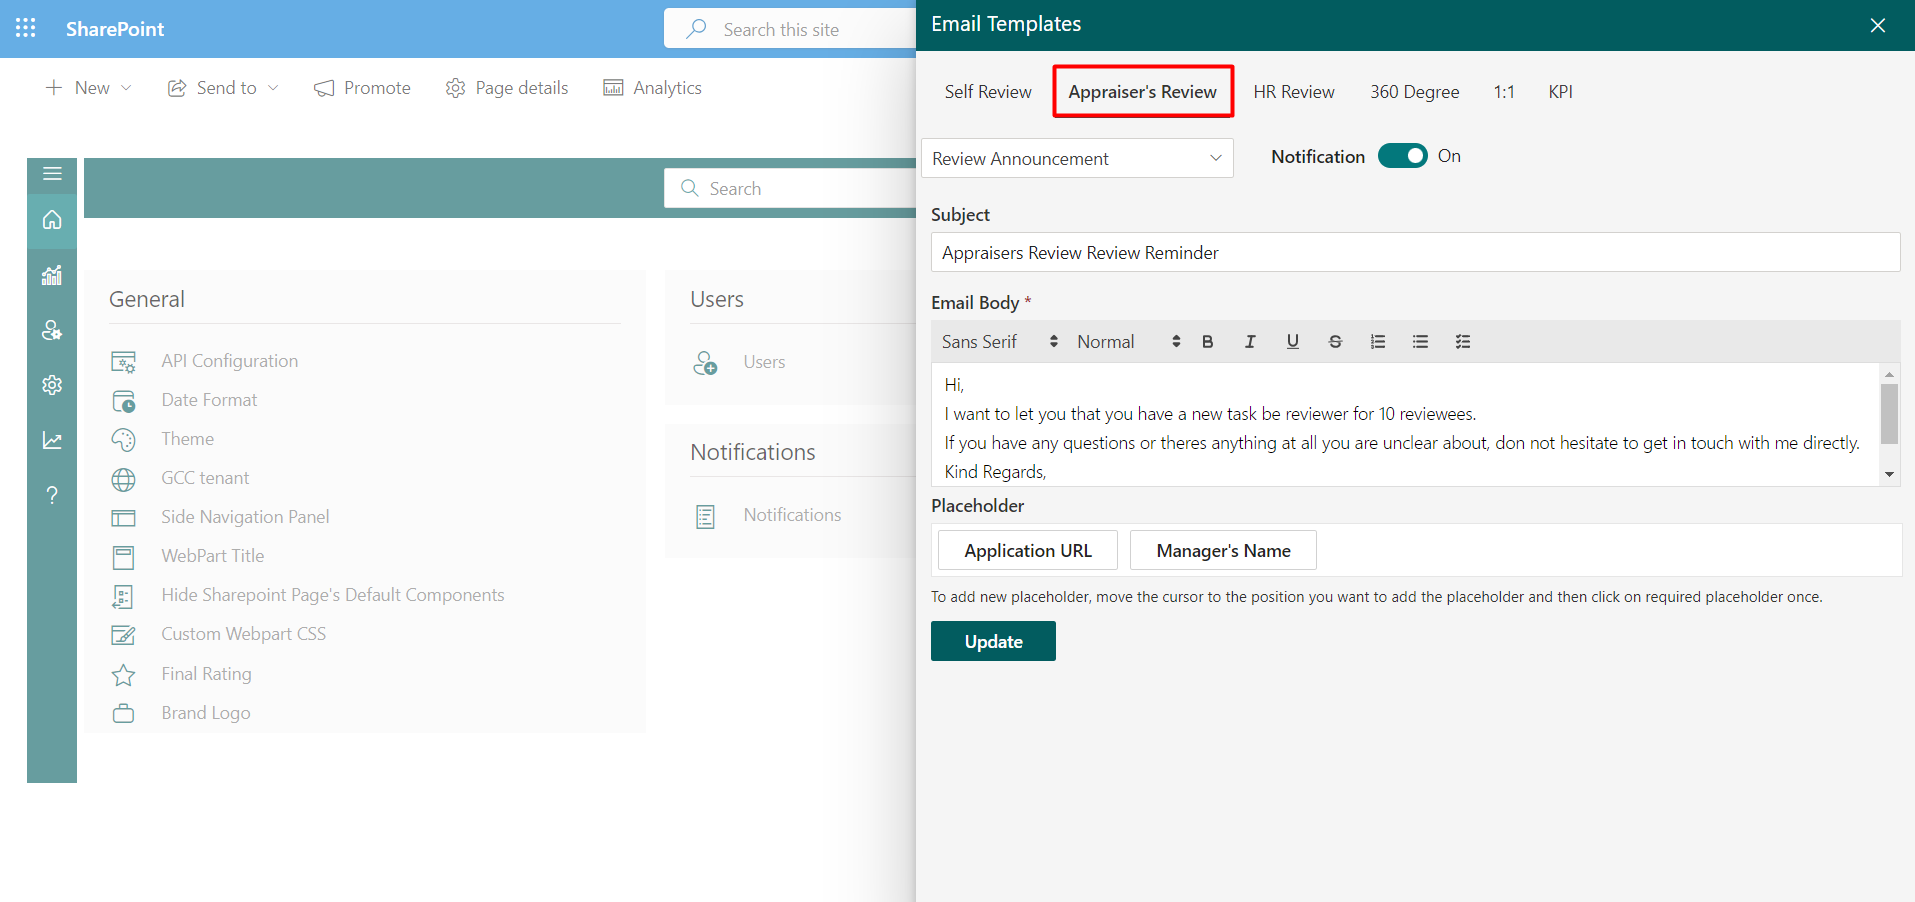 SharePoint
Search this site
New
Send to
Promote
Page details
Analytics
Search
General
API Configuration
Date Format
Theme
GCC tenant
Side Navigation Panel
WebPart Title
Hide Sharepoint Page's Default Components
Custom Webpart CSS
Final Rating
Brand Logo
Users
Users
Notifications
Notifications
Email Templates
Self Review Appraiser's Review HR Review 360 Degree 1:1 KPI
Review Announcement Notification On
Subject
Appraisers Review Review Reminder
Email Body *
Sans Serif Normal B I U S
Hi,
I want to let you that you have a new task be reviewer for 10 reviewees.
If you have any questions or theres anything at all you are unclear about, don not hesitate to get in touch with me directly.
Kind Regards,
Placeholder
Application URL Manager's Name
To add new placeholder, move the cursor to the position you want to add the placeholder and then click on required placeholder once.
Update